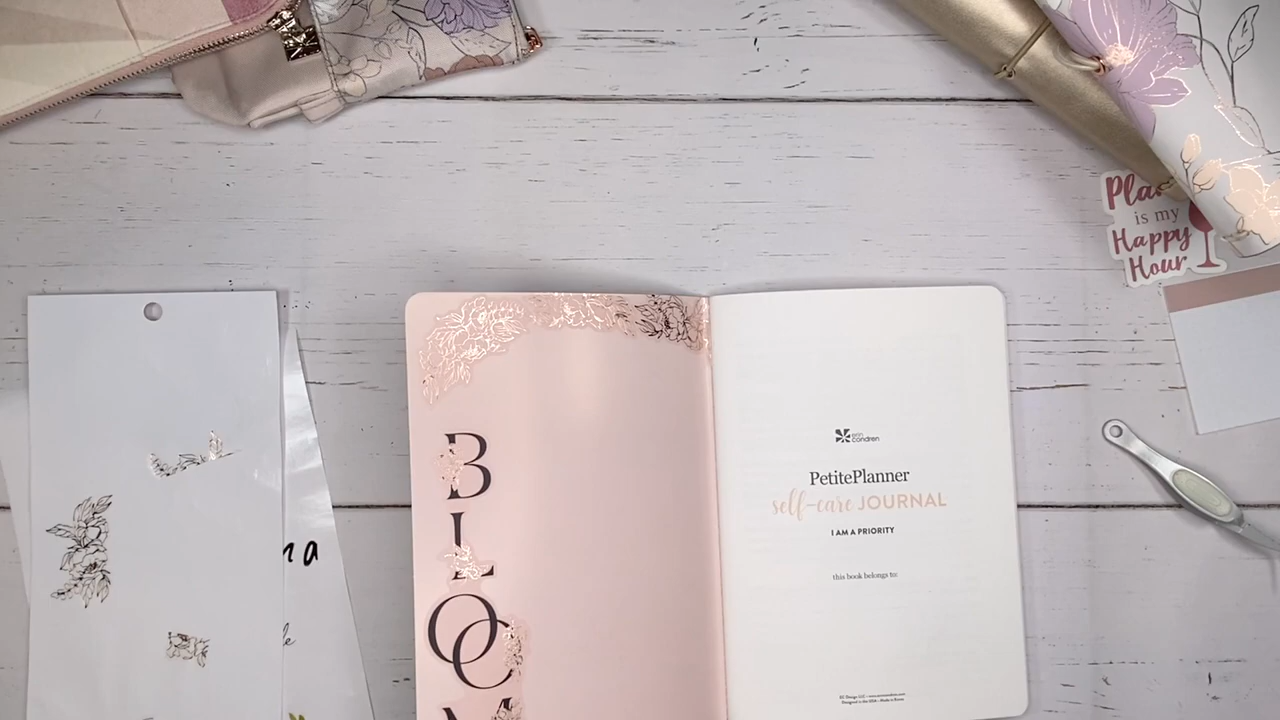 Plan
is my
Happy
Hour
B
L
O
O
M
erin
condren
PetitePlanner
self-care JOURNAL
I AM A PRIORITY
this book belongs to: